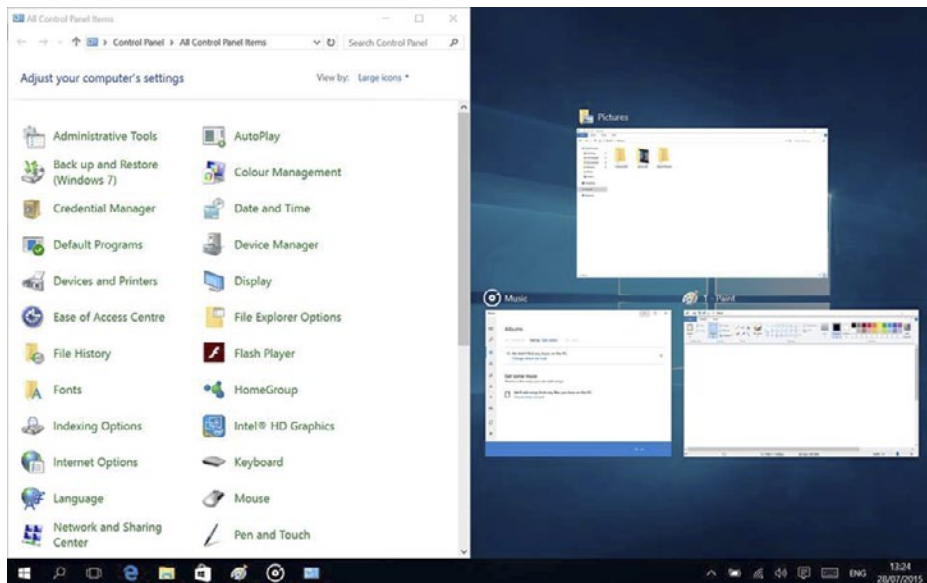 All Control Panel Items
Control Panel > All Control Panel Items
Search Control Panel
Adjust your computer's settings
View by: Large icons
Administrative Tools
AutoPlay
Back up and Restore
(Windows 7)
Colour Management
Credential Manager
Date and Time
Default Programs
Device Manager
Devices and Printers
Display
Ease of Access Centre
File Explorer Options
File History
Flash Player
Fonts
HomeGroup
Indexing Options
Intel® HD Graphics
Internet Options
Keyboard
Language
Mouse
Network and Sharing
Center
Pen and Touch
Pictures
Music
Paint
Albums
Get some music
ENG
13:24
28/07/2015